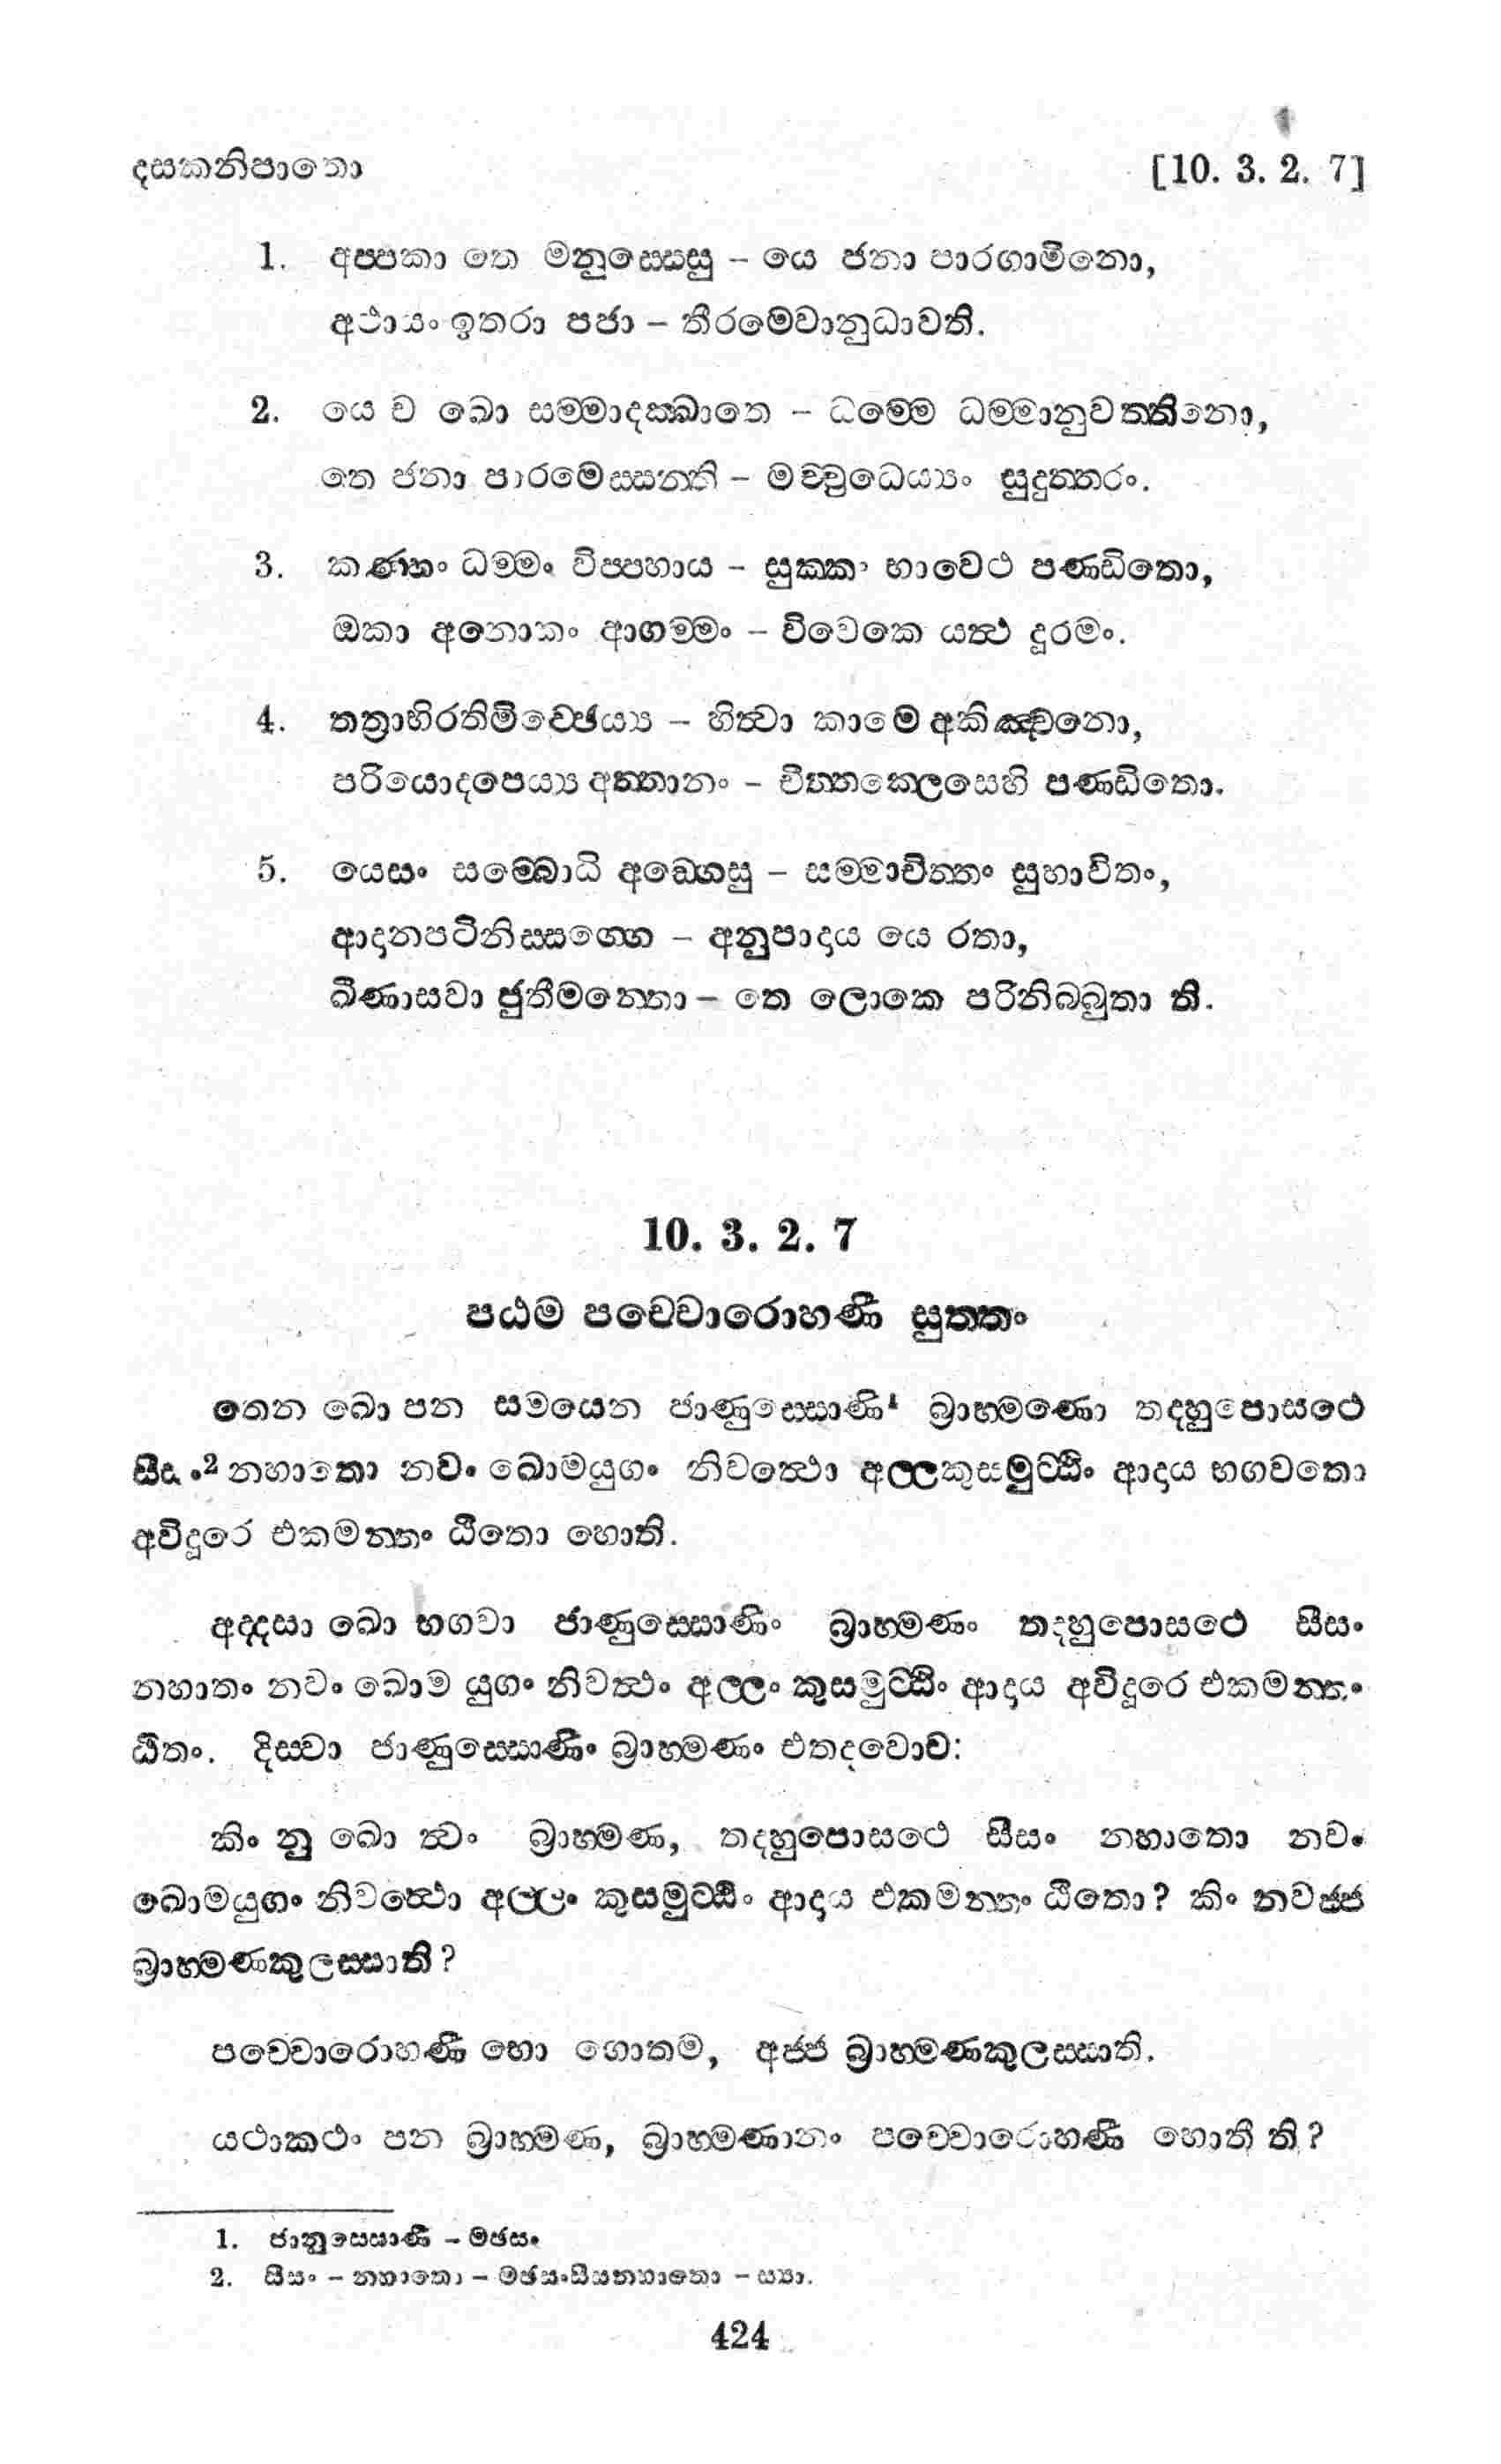 දසකනිපාතො [10. 3. 2. 7]
1. අප්පකා තෙ මනුස්සෙසු – යෙ ජනා පාරගාමිනො,
අථායං ඉතරා පජා – තීරමෙවානුධාවති.
2. යෙ ච ඛො සම්මාදක්ඛාතෙ – ධම්මෙ ධම්මානුවත්තිනො,
තෙ ජනා පාරමෙස්සන්ති – මච්චුධෙය්‍යං සුදුත්තරං.
3. කණ්හං ධම්මං විප්පහාය – සුක්කං භාවෙථ පණ්ඩිතො,
ඔකා අනොකං ආගම්මං – විවෙකෙ යත්‍ථ දූරමං.
4. තත්‍රාභිරතිමිච්ඡෙය්‍ය – හිත්‍වා කාමෙ අකිඤ්චනො,
පරියොදපෙය්‍ය අත්තානං – චිත්තක්ලෙසෙහි පණ්ඩිතො.
5. යෙසං සම්බොධි අඞ්ගෙසු – සම්මාචිත්තං සුභාවිතං,
ආදානපටිනිස්සග්ගෙ – අනුපාදාය යෙ රතා,
ඛීණාසවා ජුතීමන්තො – තෙ ලොකෙ පරිනිබ්බුතා ති.
10. 3. 2. 7
පඨම පච්චොරොහණී සුත්තං
තෙන ඛො පන සමයෙන ජාණුස්සොණි1 බ්‍රාහ්මණො තදහුපොසථෙ
සීසං2 නහාතො නවං ඛොමයුගං නිවත්‍ථො අල්ලකුසමුට්ඨිං ආදාය භගවතො
අවිදූරෙ එකමන්තං ඨිතො හොති.
අද්දසා ඛො භගවා ජාණුස්සොණිං බ්‍රාහ්මණං තදහුපොසථෙ සීසං
නහාතං නවං ඛොම යුගං නිවත්‍ථං අල්ලං කුසමුට්ඨිං ආදාය අවිදූරෙ එකමන්තං
ඨිතං. දිස්වා ජාණුස්සොණිං බ්‍රාහ්මණං එතදවොච:
කිං නු ඛො ත්‍වං බ්‍රාහ්මණ, තදහුපොසථෙ සීසං නහාතො නවං
ඛොමයුගං නිවත්‍ථො අල්ලං කුසමුට්ඨිං ආදාය එකමන්තං ඨිතො? කිං නවජ්ජ
බ්‍රාහ්මණකුලස්සාති?
පච්චොරොහණී භො ගොතම, අජ්ජ බ්‍රාහ්මණකුලස්සාති.
යථාකථං පන බ්‍රාහ්මණ, බ්‍රාහ්මණානං පච්චොරොහණී හොතී ති?
1. ජානුස්සොණී – මඡසං
2. සීසං – නහාතො – මඡසං සීසනහාතො – ස්‍යා.
424